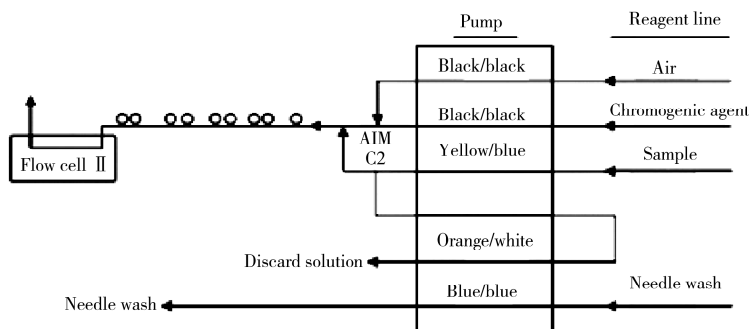 Pump
Reagent line
Black/black
Air
Black/black
Chromogenic agent
AIM
C2
Yellow/blue
Sample
Flow cell Ⅱ
Orange/white
Discard solution
Blue/blue
Needle wash
Needle wash